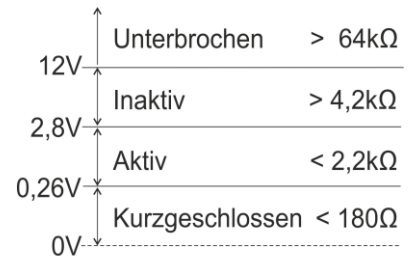 Unterbrochen > 64kΩ
12V
Inaktiv > 4,2kΩ
2,8V
Aktiv < 2,2kΩ
0,26V
Kurzgeschlossen < 180Ω
0V